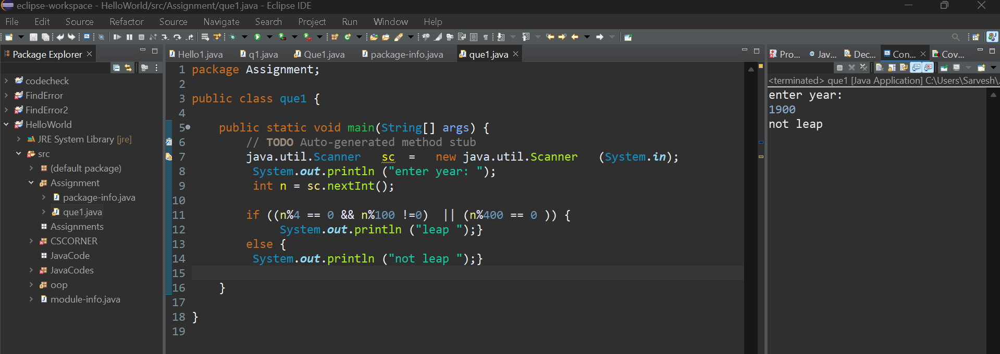 eclipse-workspace - HelloWorld/src/Assignment/que1.java - Eclipse IDE
File Edit Source Refactor Source Navigate Search Project Run Window Help
Package Explorer
codecheck
FindError
FindError2
HelloWorld
JRE System Library [jre]
src
(default package)
Assignment
package-info.java
que1.java
Assignments
CSCORNER
JavaCode
JavaCodes
oop
module-info.java
Hello1.java q1.java Que1.java package-info.java que1.java
1 package Assignment;
2
3 public class que1 {
4
5 public static void main(String[] args) {
6 // TODO Auto-generated method stub
7 java.util.Scanner sc = new java.util.Scanner (System.in);
8 System.out.println ("enter year: ");
9 int n = sc.nextInt();
10
11 if ((n%4 == 0 && n%100 !=0) || (n%400 == 0 )) {
12 System.out.println ("leap ");}
13 else {
14 System.out.println ("not leap ");}
15
16 }
17
18 }
19
Pro... Jav... Dec... Con... Cov...
<terminated> que1 [Java Application] C:\Users\Sarvesh\.
enter year:
1900
not leap